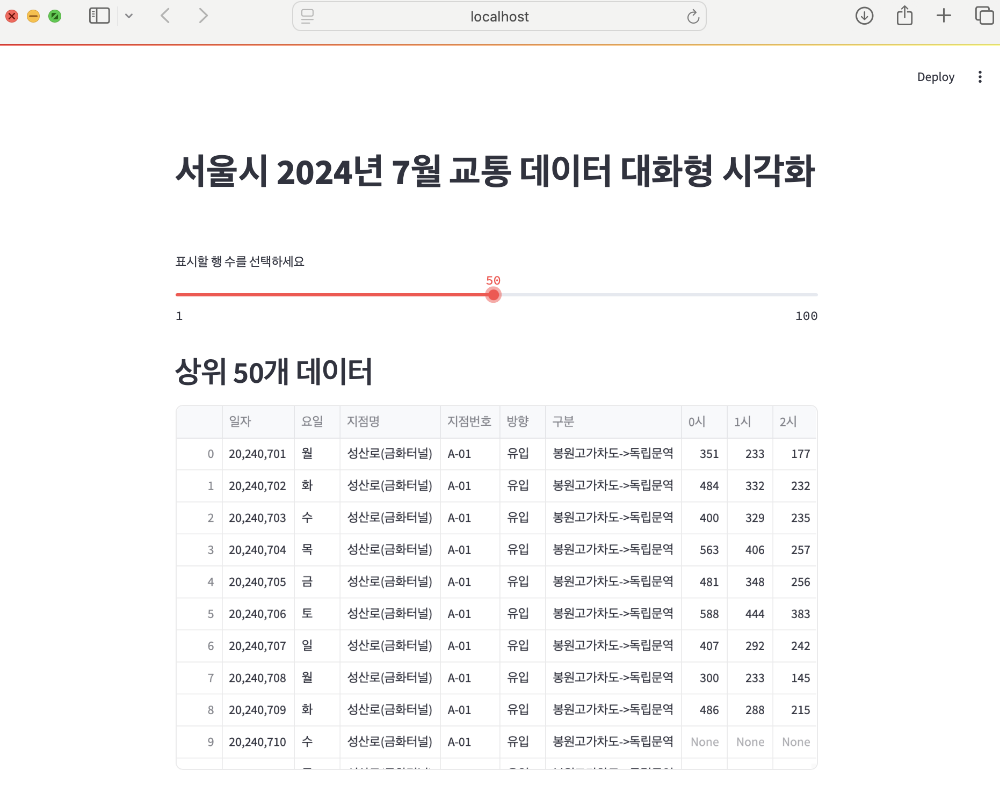 localhost
Deploy
서울시 2024년 7월 교통 데이터 대화형 시각화
표시할 행 수를 선택하세요
50
1 100
상위 50개 데이터
일자 요일 지점명 지점번호 방향 구분 0시 1시 2시
0 20,240,701 월 성산로(금화터널) A-01 유입 봉원고가차도->독립문역 351 233 177
1 20,240,702 화 성산로(금화터널) A-01 유입 봉원고가차도->독립문역 484 332 232
2 20,240,703 수 성산로(금화터널) A-01 유입 봉원고가차도->독립문역 400 329 235
3 20,240,704 목 성산로(금화터널) A-01 유입 봉원고가차도->독립문역 563 406 257
4 20,240,705 금 성산로(금화터널) A-01 유입 봉원고가차도->독립문역 481 348 256
5 20,240,706 토 성산로(금화터널) A-01 유입 봉원고가차도->독립문역 588 444 383
6 20,240,707 일 성산로(금화터널) A-01 유입 봉원고가차도->독립문역 407 292 242
7 20,240,708 월 성산로(금화터널) A-01 유입 봉원고가차도->독립문역 300 233 145
8 20,240,709 화 성산로(금화터널) A-01 유입 봉원고가차도->독립문역 486 288 215
9 20,240,710 수 성산로(금화터널) A-01 유입 봉원고가차도->독립문역 None None None